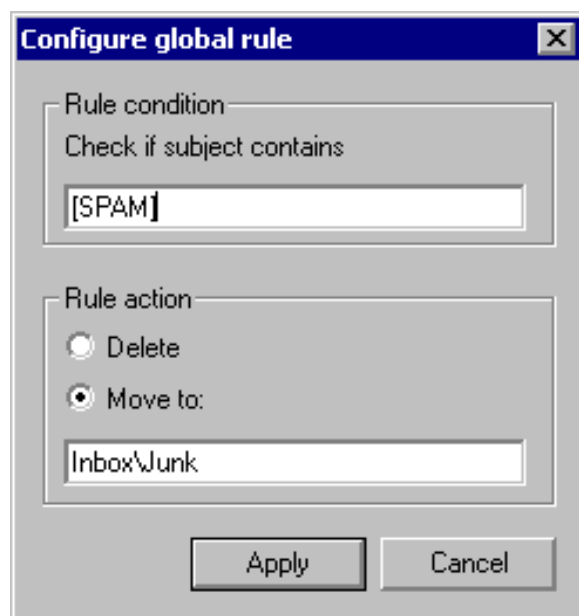 Configure global rule
Rule condition
Check if subject contains
[SPAM]
Rule action
Delete
Move to:
Inbox\Junk
Apply
Cancel